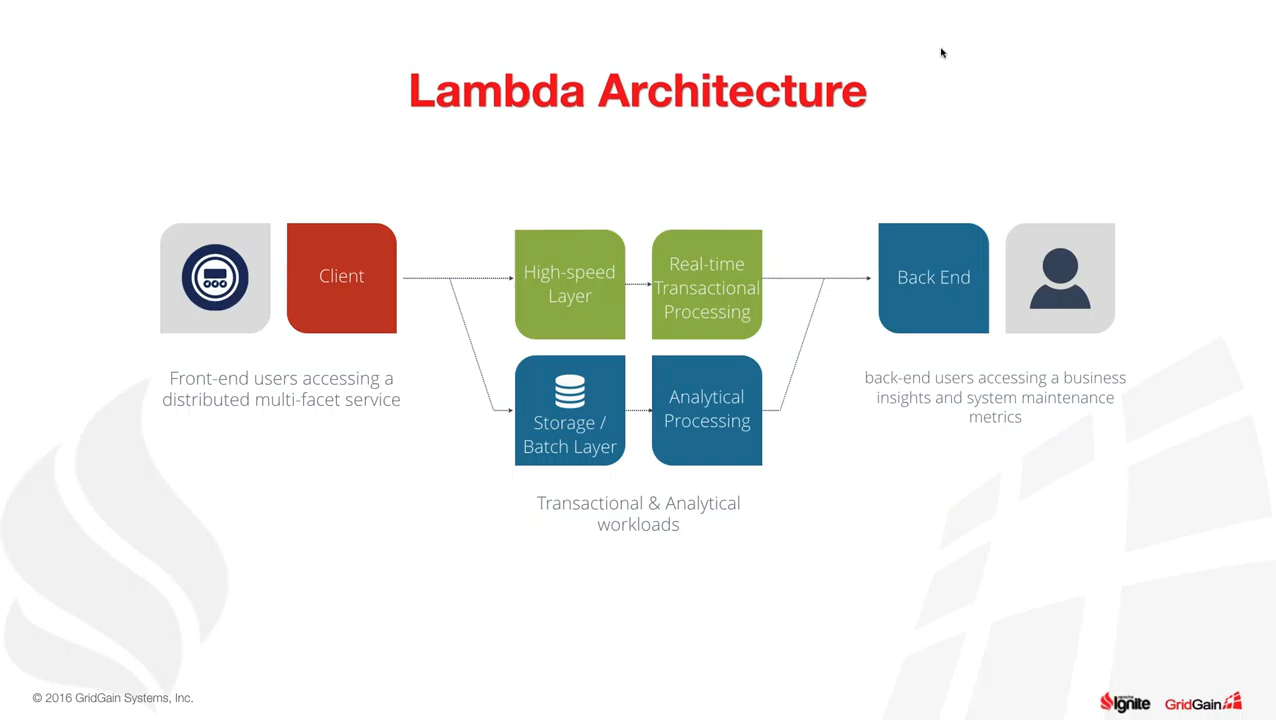 Lambda Architecture
Client
High-speed
Layer
Real-time
Transactional
Processing
Back End
Storage /
Batch Layer
Analytical
Processing
Front-end users accessing a
distributed multi-facet service
back-end users accessing a business
insights and system maintenance
metrics
Transactional & Analytical
workloads
© 2016 GridGain Systems, Inc.
Ignite
GridGain